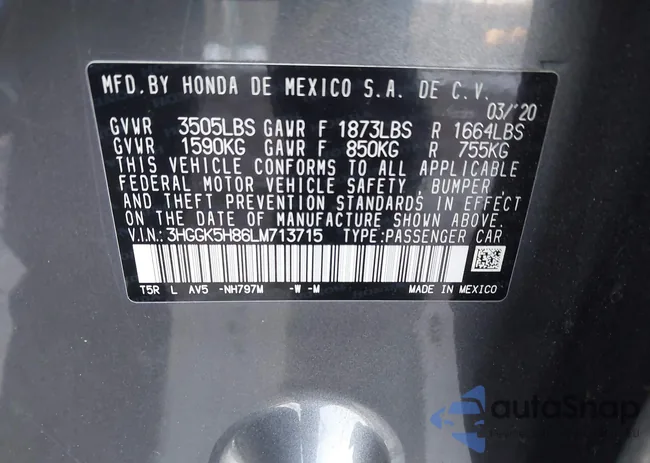 MFD. BY HONDA DE MEXICO S.A. DE C.V.
03/'20
GVWR 3505LBS GAWR F 1873LBS R 1664LBS
GVWR 1590KG GAWR F 850KG R 755KG
THIS VEHICLE CONFORMS TO ALL APPLICABLE
FEDERAL MOTOR VEHICLE SAFETY, BUMPER,
AND THEFT PREVENTION STANDARDS IN EFFECT
ON THE DATE OF MANUFACTURE SHOWN ABOVE.
V.I.N.: 3HGGK5H86LM713715 TYPE:PASSENGER CAR
T5R L AV5 -NH797M -W -M MADE IN MEXICO
autoSnap